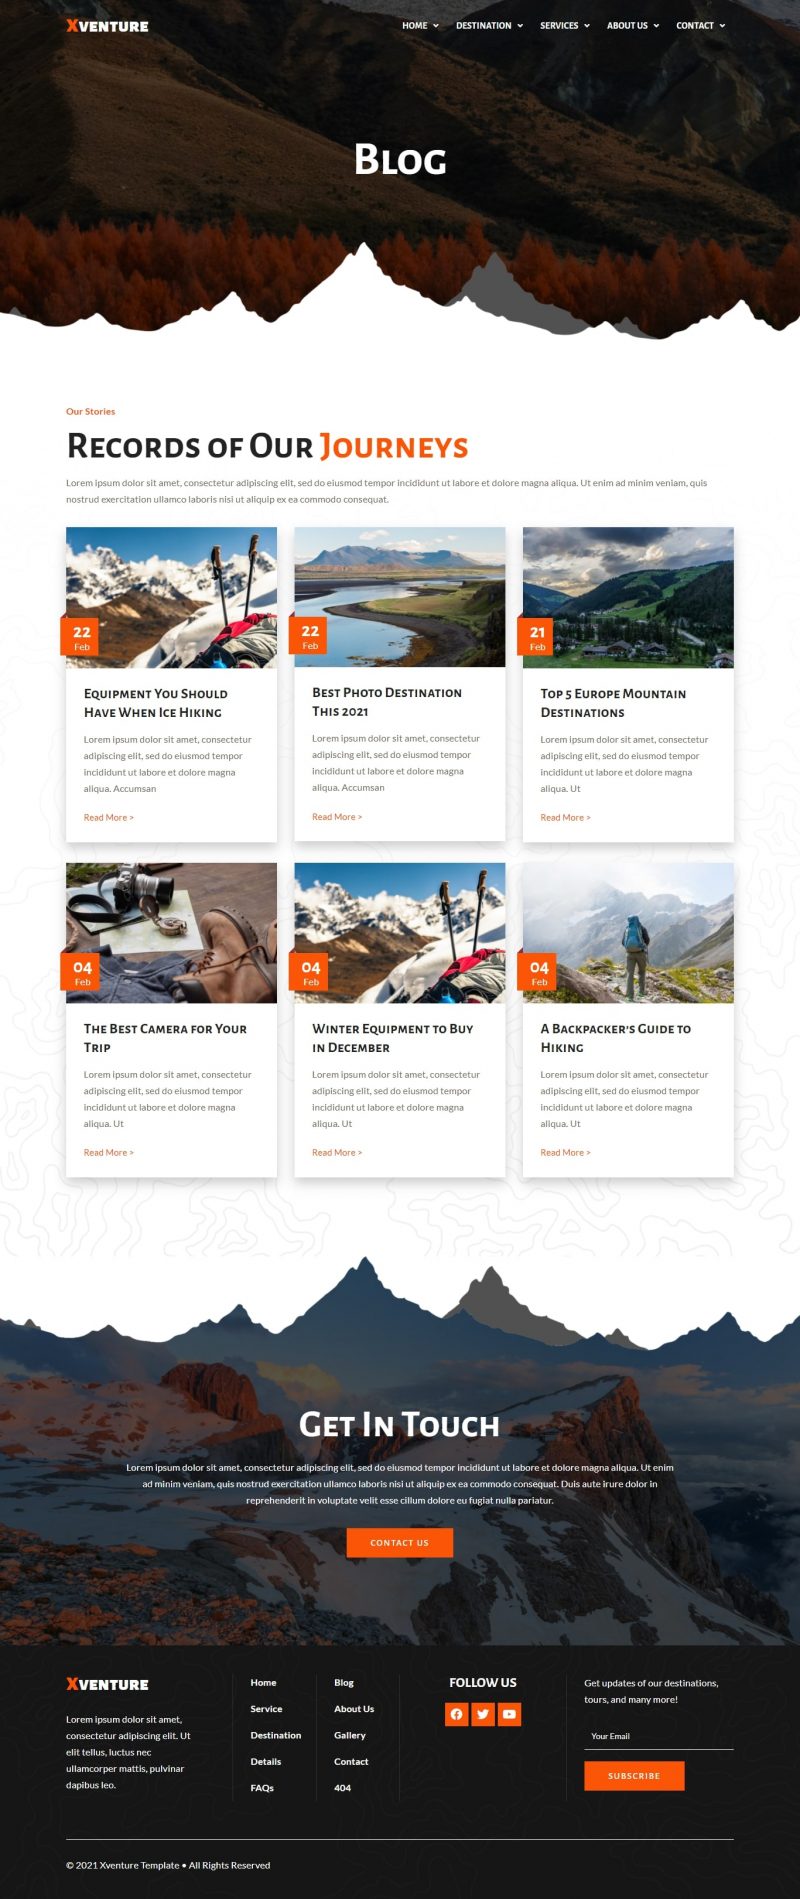 XVENTURE
HOME DESTINATION SERVICES ABOUT US CONTACT
Blog
Our Stories
Records of Our Journeys
Lorem ipsum dolor sit amet, consectetur adipiscing elit, sed do eiusmod tempor incididunt ut labore et dolore magna aliqua. Ut enim ad minim veniam, quis
nostrud exercitation ullamco laboris nisi ut aliquip ex ea commodo consequat.
22
Feb
Equipment You Should
Have When Ice Hiking
Lorem ipsum dolor sit amet, consectetur
adipiscing elit, sed do eiusmod tempor
incididunt ut labore et dolore magna
aliqua. Accumsan
Read More >
22
Feb
Best Photo Destination
This 2021
Lorem ipsum dolor sit amet, consectetur
adipiscing elit, sed do eiusmod tempor
incididunt ut labore et dolore magna
aliqua. Accumsan
Read More >
21
Feb
Top 5 Europe Mountain
Destinations
Lorem ipsum dolor sit amet, consectetur
adipiscing elit, sed do eiusmod tempor
incididunt ut labore et dolore magna
aliqua. Ut
Read More >
04
Feb
The Best Camera for Your
Trip
Lorem ipsum dolor sit amet, consectetur
adipiscing elit, sed do eiusmod tempor
incididunt ut labore et dolore magna
aliqua. Ut
Read More >
04
Feb
Winter Equipment to Buy
in December
Lorem ipsum dolor sit amet, consectetur
adipiscing elit, sed do eiusmod tempor
incididunt ut labore et dolore magna
aliqua. Ut
Read More >
04
Feb
A Backpacker's Guide to
Hiking
Lorem ipsum dolor sit amet, consectetur
adipiscing elit, sed do eiusmod tempor
incididunt ut labore et dolore magna
aliqua. Ut
Read More >
Get In Touch
Lorem ipsum dolor sit amet, consectetur adipiscing elit, sed do eiusmod tempor incididunt ut labore et dolore magna aliqua. Ut enim
ad minim veniam, quis nostrud exercitation ullamco laboris nisi ut aliquip ex ea commodo consequat. Duis aute irure dolor in
reprehenderit in voluptate velit esse cillum dolore eu fugiat nulla pariatur.
CONTACT US
XVENTURE
Lorem ipsum dolor sit amet,
consectetur adipiscing elit. Ut
elit tellus, luctus nec
ullamcorper mattis, pulvinar
dapibus leo.
Home
Service
Destination
Details
FAQs
Blog
About Us
Gallery
Contact
404
FOLLOW US
Get updates of our destinations,
tours, and many more!
Your Email
SUBSCRIBE
© 2021 Xventure Template • All Rights Reserved